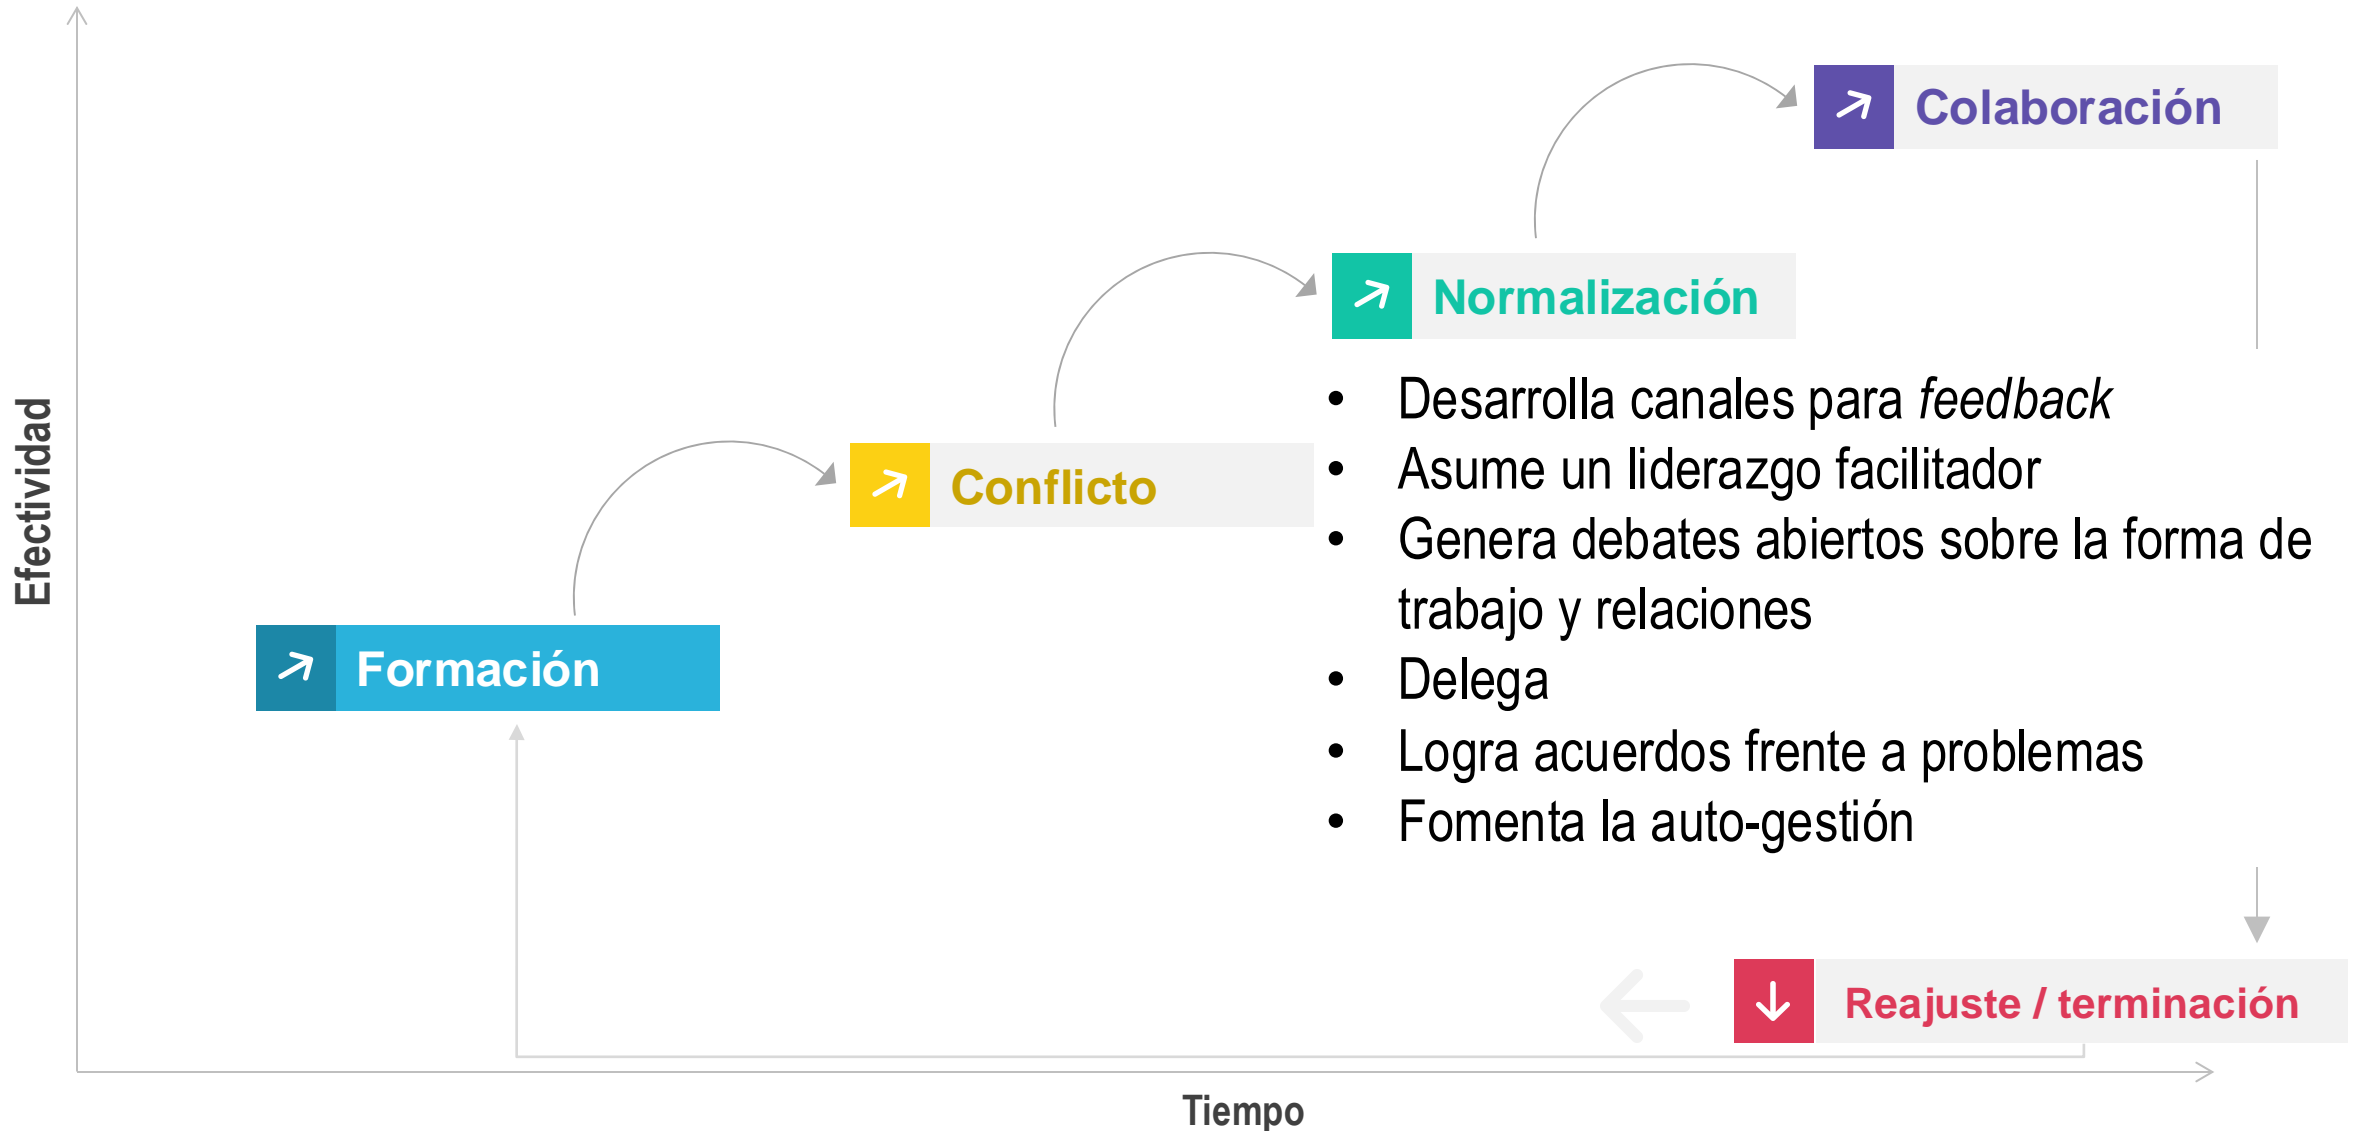 Colaboración
Normalización
• Desarrolla canales para feedback
• Asume un liderazgo facilitador
• Genera debates abiertos sobre la forma de
trabajo y relaciones
• Delega
• Logra acuerdos frente a problemas
• Fomenta la auto-gestión
Conflicto
Formación
Reajuste / terminación
Efectividad
Tiempo